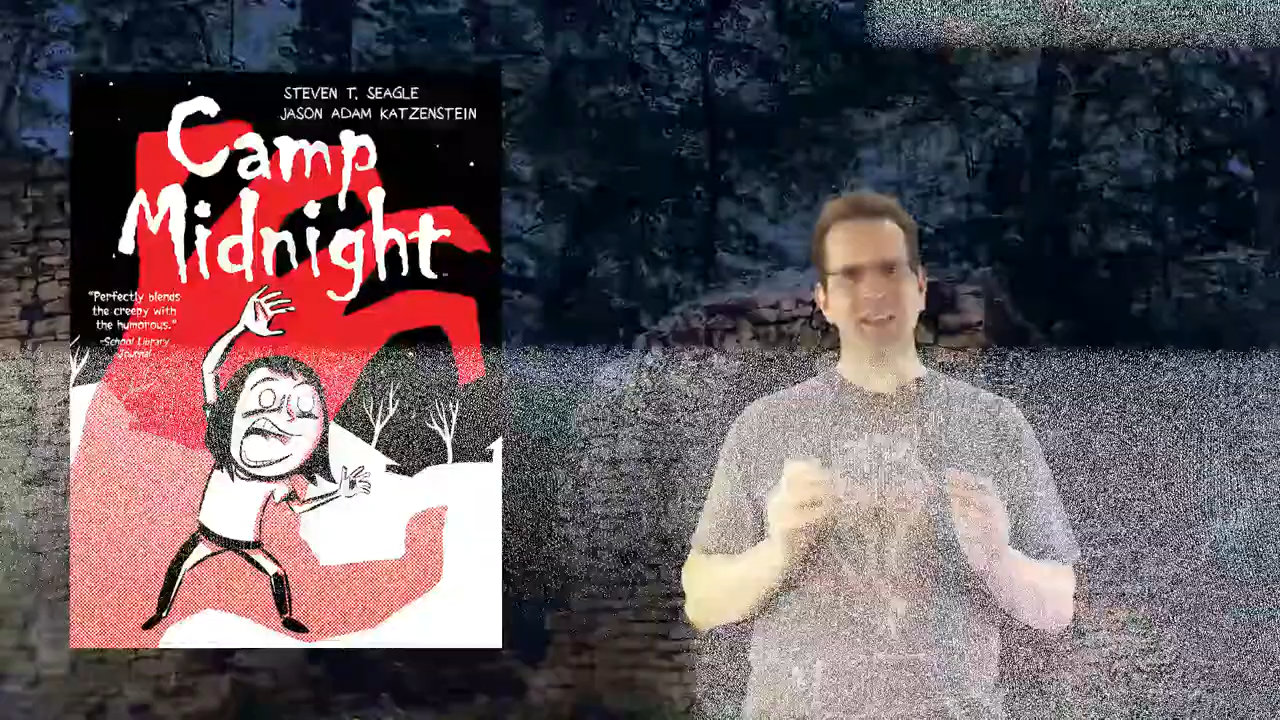 STEVEN T. SEAGLE
JASON ADAM KATZENSTEIN
Camp
Midnight
"Perfectly blends
the creepy with
the humorous."
-School Library
Journal